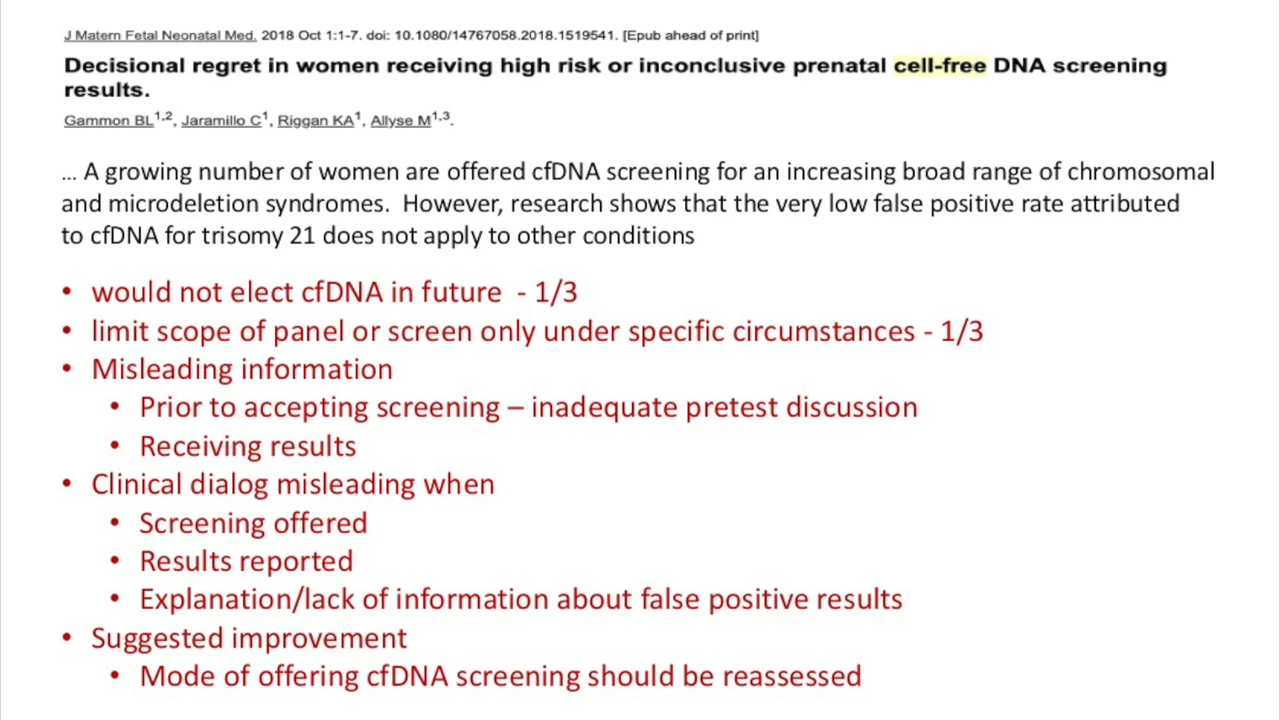 J Matern Fetal Neonatal Med. 2018 Oct 1:1-7. doi: 10.1080/14767058.2018.1519541. [Epub ahead of print]
Decisional regret in women receiving high risk or inconclusive prenatal cell-free DNA screening
results.
Gammon BL1,2, Jaramillo C1, Riggan KA1, Allyse M1,3.
... A growing number of women are offered cfDNA screening for an increasing broad range of chromosomal
and microdeletion syndromes. However, research shows that the very low false positive rate attributed
to cfDNA for trisomy 21 does not apply to other conditions
• would not elect cfDNA in future - 1/3
• limit scope of panel or screen only under specific circumstances - 1/3
• Misleading information
• Prior to accepting screening – inadequate pretest discussion
• Receiving results
• Clinical dialog misleading when
• Screening offered
• Results reported
• Explanation/lack of information about false positive results
• Suggested improvement
• Mode of offering cfDNA screening should be reassessed